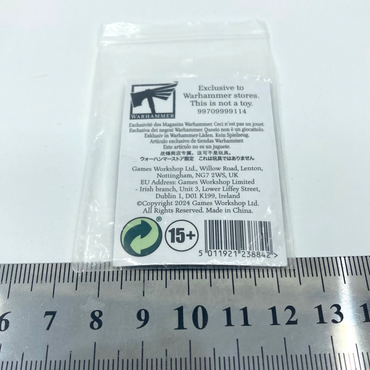 WARHAMMER
Exclusive to
Warhammer stores.
This is not a toy.
99709999114
Exclusivité des Magasins Warhammer. Ceci n'est pas un jouet.
Esclusiva dei negozi Warhammer. Questo non è un giocattolo.
Exklusiv in Warhammer-Läden. Kein Spielzeug.
Artículo exclusivo de tiendas Warhammer.
Este artículo no es un juguete.
战锤商店专属。这可不是玩具。
ウォーハンマーストア限定 これは玩具ではありません
Games Workshop Ltd., Willow Road, Lenton,
Nottingham, NG7 2WS, UK
EU Address: Games Workshop Limited
- Irish branch, Unit 3, Lower Liffey Street,
Dublin 1, D01 K199, Ireland
©Copyright 2024 Games Workshop Ltd.
All Rights Reserved. Made in China.
15+
5 011921 238842 >
6 7 8 9 10 11 12 13